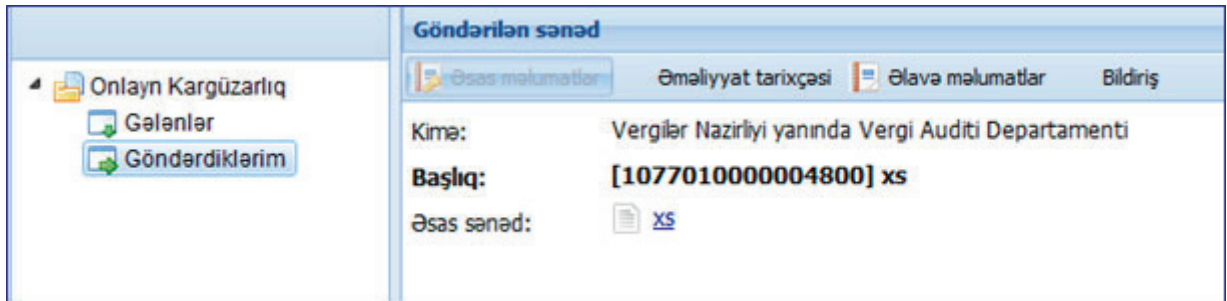 Göndərilən sənəd
Onlayn Kargüzarlıq
Gələnlər
Göndərdiklərim
Əsas məlumatlar Əməliyyat tarixçəsi Əlavə məlumatlar Bildiriş
Kimə: Vergilər Nazirliyi yanında Vergi Auditi Departamenti
Başlıq: [1077010000004800] xs
Əsas sənəd: xs